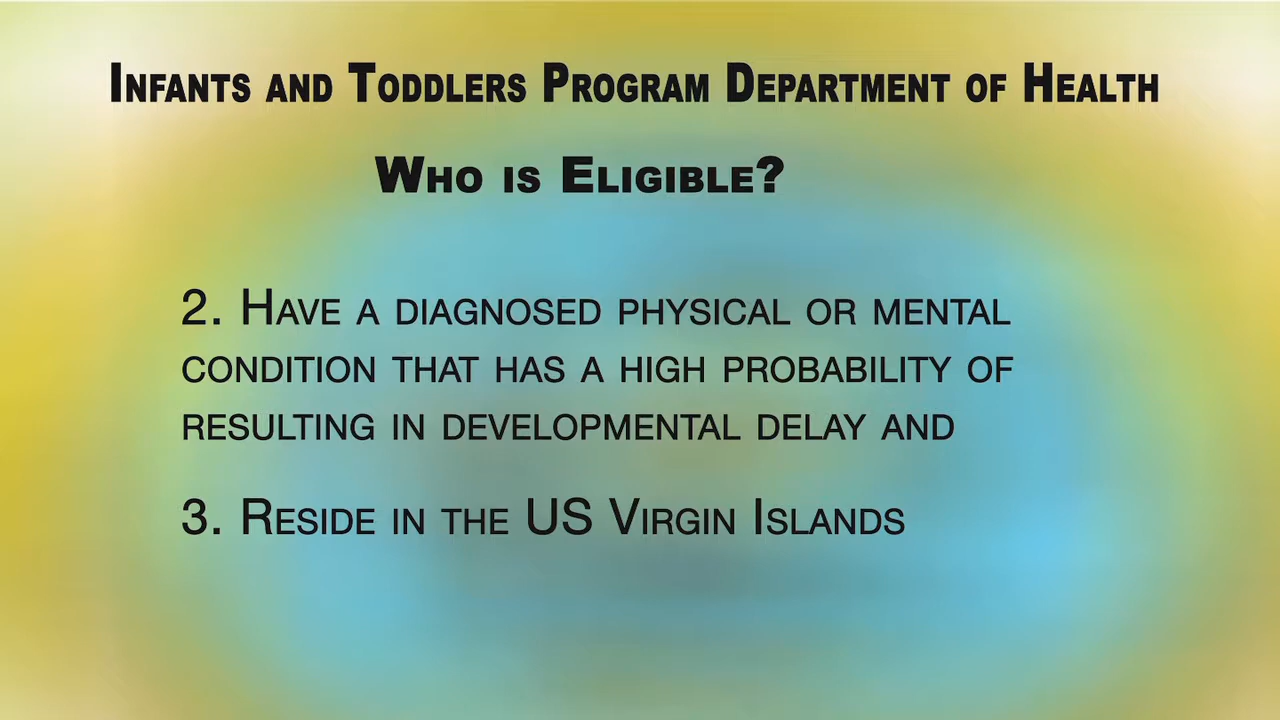 Infants and Toddlers Program Department of Health
Who is Eligible?
2. Have a diagnosed physical or mental
condition that has a high probability of
resulting in developmental delay and
3. Reside in the US Virgin Islands